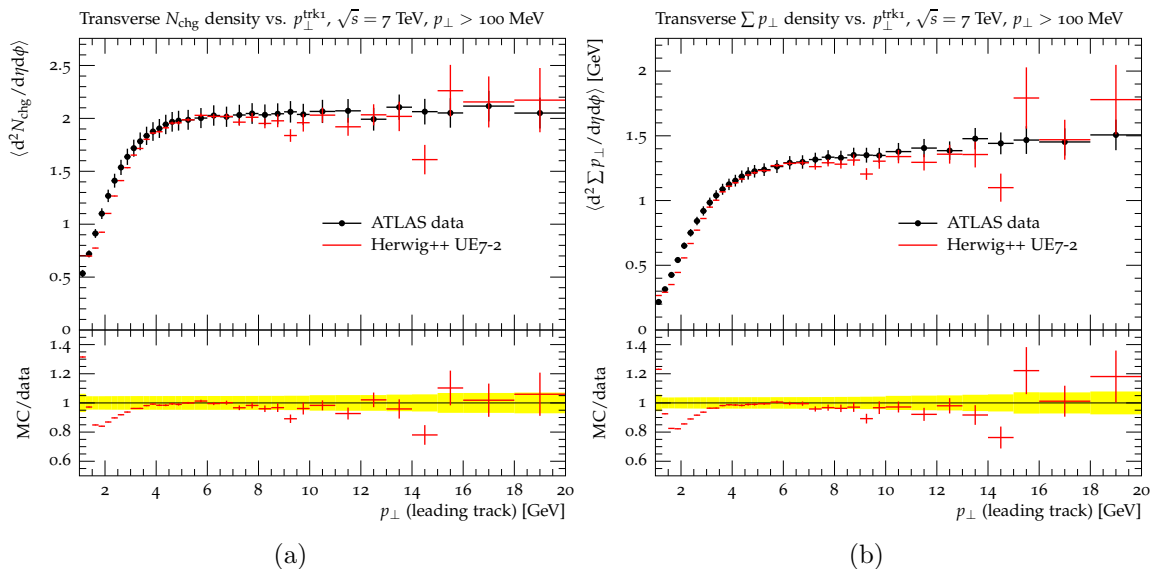 Transverse N_chg density vs. p_⊥^trk1, √s = 7 TeV, p_⊥ > 100 MeV
⟨d²N_chg/dηdϕ⟩
2.5
2
1.5
1
0.5
0
ATLAS data
Herwig++ UE7-2
MC/data
1.4
1.2
1
0.8
0.6
2 4 6 8 10 12 14 16 18 20
p_⊥ (leading track) [GeV]
(a)
Transverse ∑ p_⊥ density vs. p_⊥^trk1, √s = 7 TeV, p_⊥ > 100 MeV
⟨d² ∑ p_⊥/dηdϕ⟩ [GeV]
2
1.5
1
0.5
0
ATLAS data
Herwig++ UE7-2
MC/data
1.4
1.2
1
0.8
0.6
2 4 6 8 10 12 14 16 18 20
p_⊥ (leading track) [GeV]
(b)